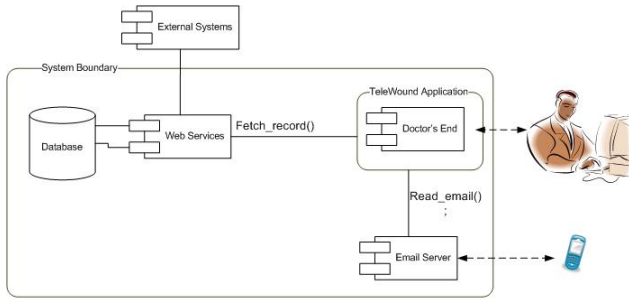 External Systems
System Boundary
TeleWound Application
Database
Web Services
Fetch_record()
Doctor's End
Read_email()
;
Email Server